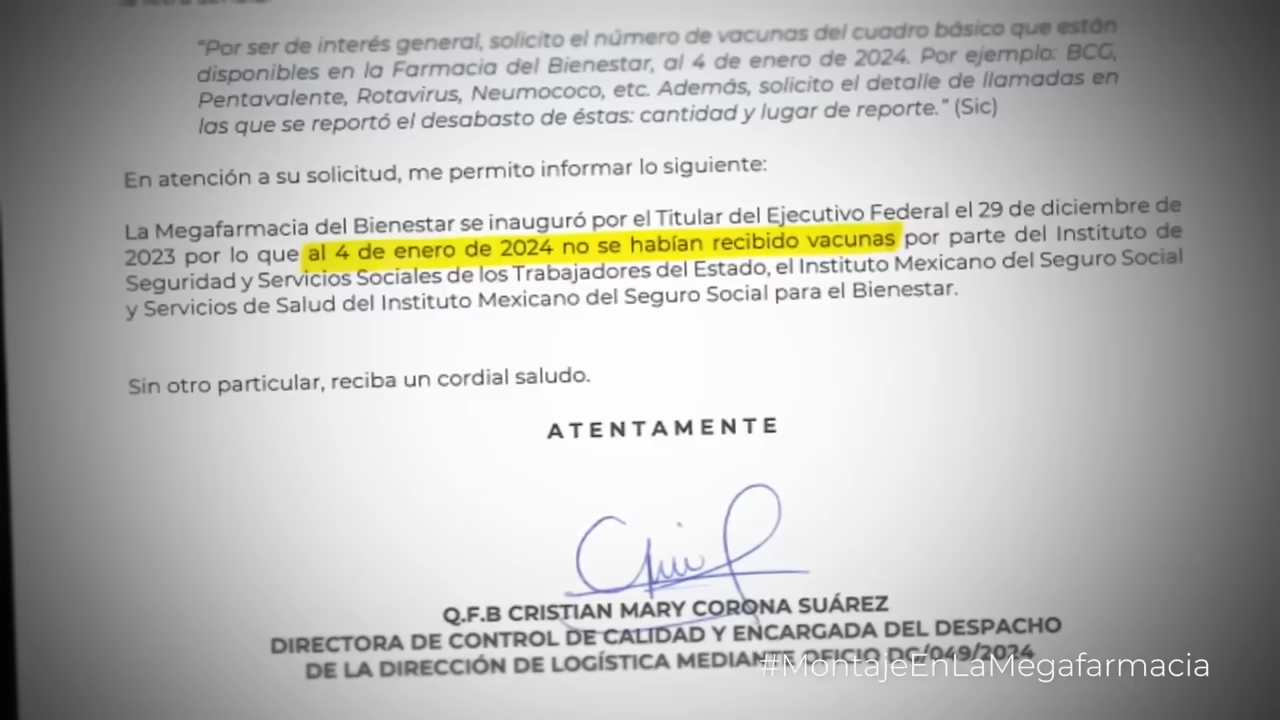 “Por ser de interés general, solicito el número de vacunas del cuadro básico que están
disponibles en la Farmacia del Bienestar, al 4 de enero de 2024. Por ejemplo: BCG,
Pentavalente, Rotavirus, Neumococo, etc. Además, solicito el detalle de llamadas en
las que se reportó el desabasto de éstas: cantidad y lugar de reporte.” (Sic)
En atención a su solicitud, me permito informar lo siguiente:
La Megafarmacia del Bienestar se inauguró por el Titular del Ejecutivo Federal el 29 de diciembre de
2023 por lo que al 4 de enero de 2024 no se habían recibido vacunas por parte del Instituto de
Seguridad y Servicios Sociales de los Trabajadores del Estado, el Instituto Mexicano del Seguro Social
y Servicios de Salud del Instituto Mexicano del Seguro Social para el Bienestar.
Sin otro particular, reciba un cordial saludo.
ATENTAMENTE
Q.F.B CRISTIAN MARY CORONA SUÁREZ
DIRECTORA DE CONTROL DE CALIDAD Y ENCARGADA DEL DESPACHO
DE LA DIRECCIÓN DE LOGÍSTICA MEDIANTE OFICIO DG/049/2024
#MontajeEnLaMegafarmacia